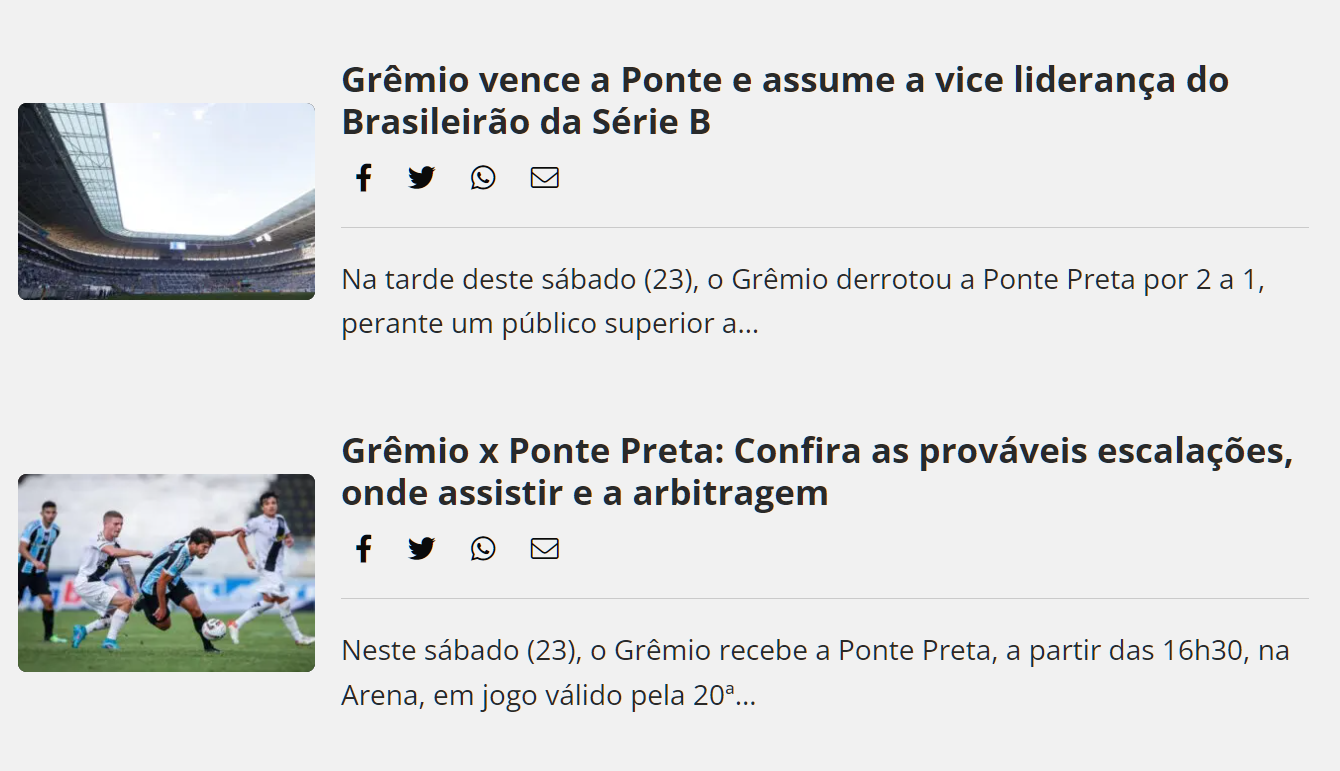 Grêmio vence a Ponte e assume a vice liderança do
Brasileirão da Série B
Na tarde deste sábado (23), o Grêmio derrotou a Ponte Preta por 2 a 1,
perante um público superior a...
Grêmio x Ponte Preta: Confira as prováveis escalações,
onde assistir e a arbitragem
Neste sábado (23), o Grêmio recebe a Ponte Preta, a partir das 16h30, na
Arena, em jogo válido pela 20ª...